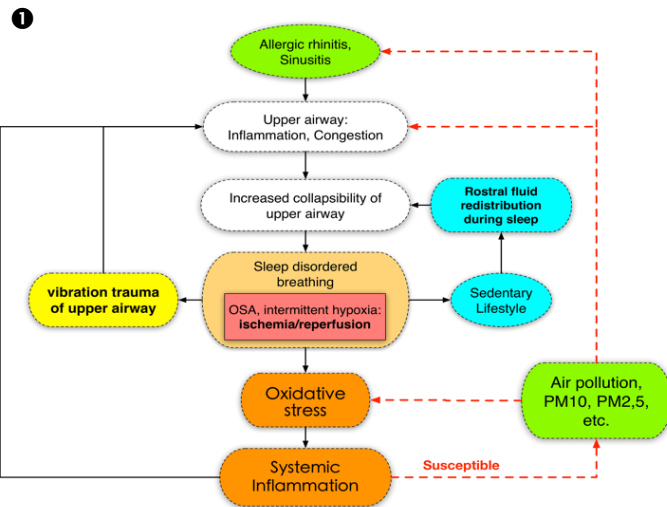 1
Allergic rhinitis,
Sinusitis
Upper airway:
Inflammation, Congestion
Increased collapsibility of
upper airway
Rostral fluid
redistribution
during sleep
Sleep disordered
breathing
OSA, intermittent hypoxia:
ischemia/reperfusion
vibration trauma
of upper airway
Sedentary
Lifestyle
Oxidative
stress
Air pollution,
PM10, PM2,5,
etc.
Systemic
Inflammation
Susceptible